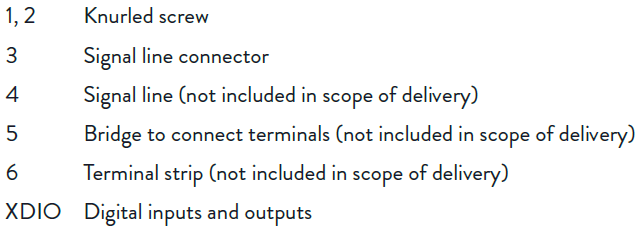 1, 2 Knurled screw
3 Signal line connector
4 Signal line (not included in scope of delivery)
5 Bridge to connect terminals (not included in scope of delivery)
6 Terminal strip (not included in scope of delivery)
XDIO Digital inputs and outputs